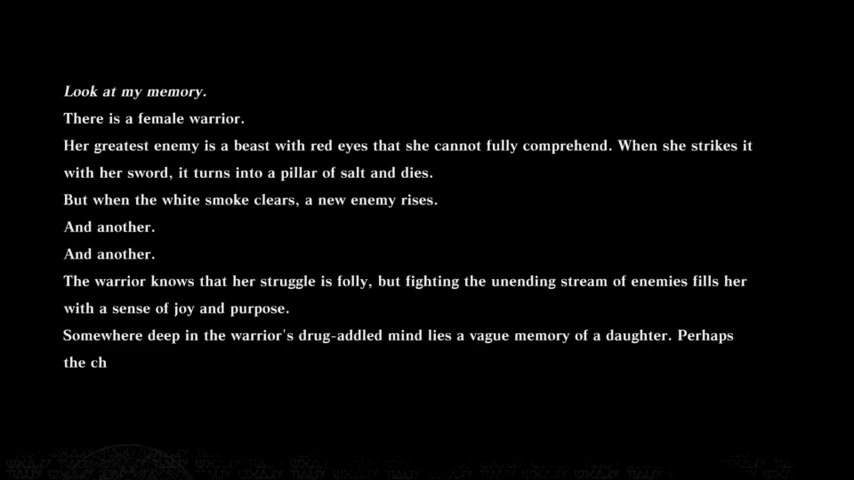 Look at my memory.
There is a female warrior.
Her greatest enemy is a beast with red eyes that she cannot fully comprehend. When she strikes it
with her sword, it turns into a pillar of salt and dies.
But when the white smoke clears, a new enemy rises.
And another.
And another.
The warrior knows that her struggle is folly, but fighting the unending stream of enemies fills her
with a sense of joy and purpose.
Somewhere deep in the warrior's drug-addled mind lies a vague memory of a daughter. Perhaps
the ch